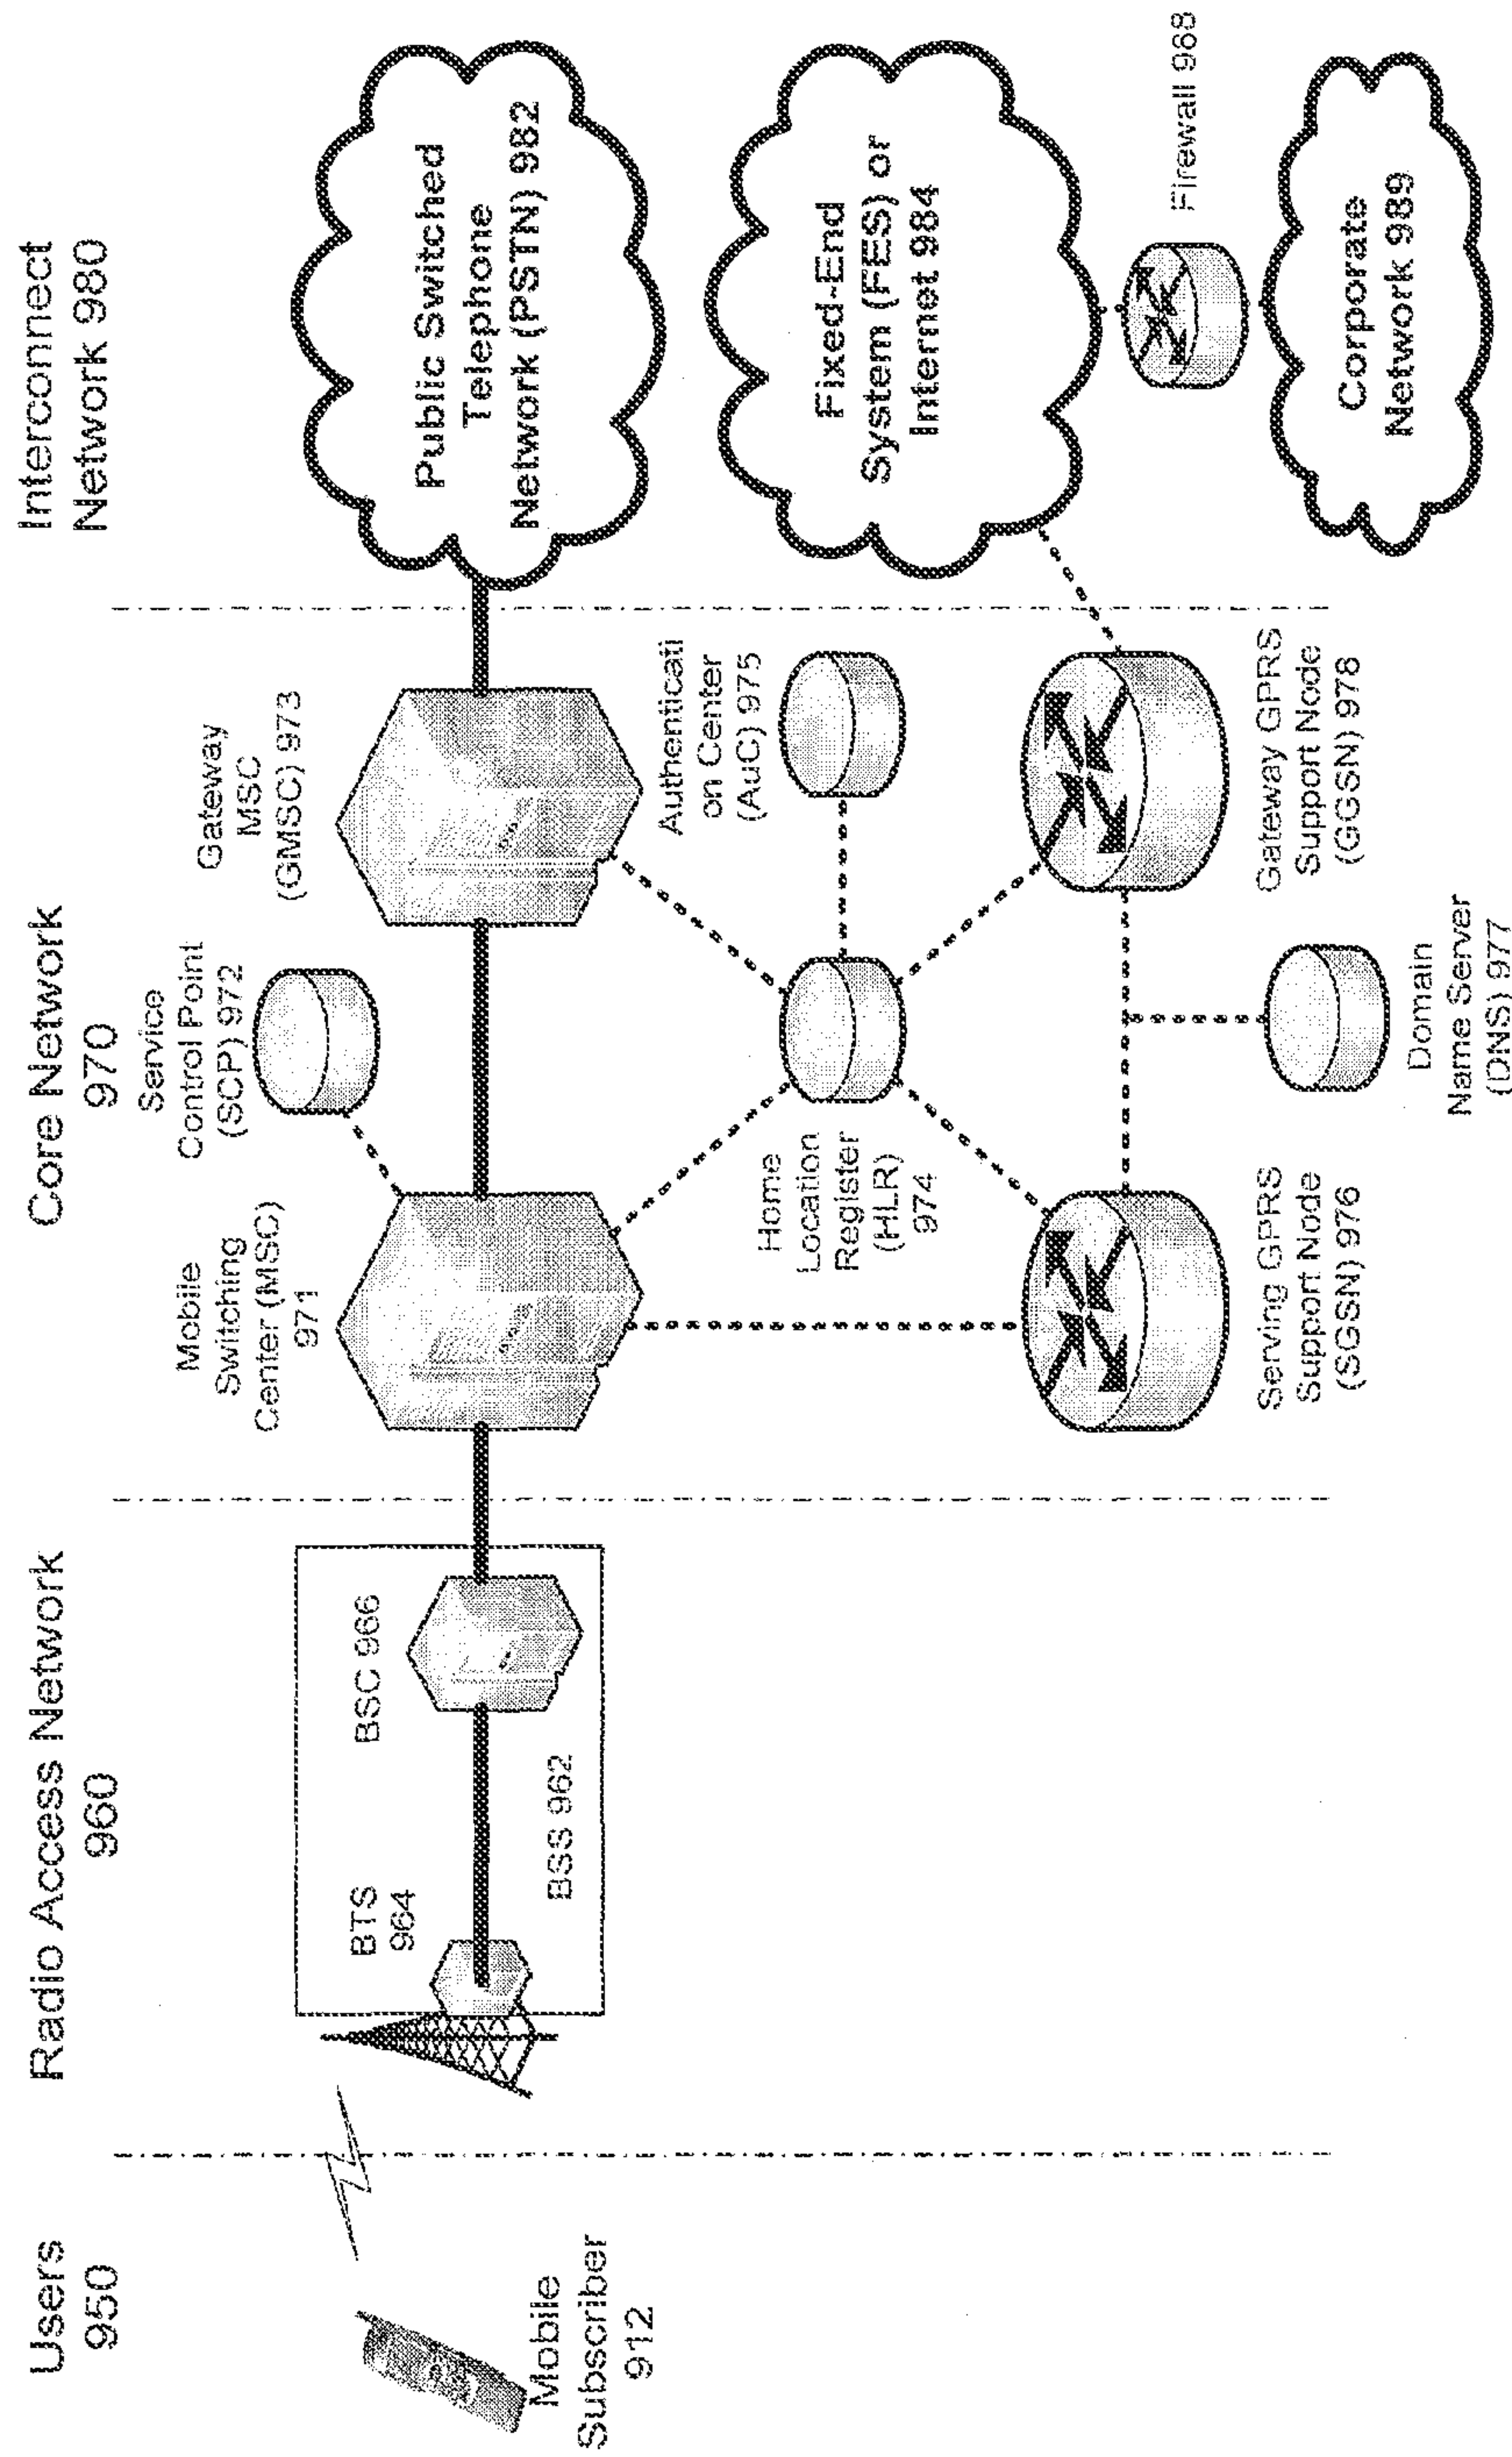 Users
950
Radio Access Network
960
Core Network
970
Interconnect
Network 980
Mobile
Subscriber
912
BTS
964
BSC 966
BSS 962
Mobile
Switching
Center (MSC)
971
Service
Control Point
(SCP) 972
Gateway
MSC
(GMSC) 973
Public Switched
Telephone
Network (PSTN) 982
Home
Location
Register
(HLR)
974
Authenticati
on Center
(AuC) 975
Fixed-End
System (FES) or
Internet 984
Serving GPRS
Support Node
(SGSN) 976
Domain
Name Server
(DNS) 977
Gateway GPRS
Support Node
(GGSN) 978
Firewall 988
Corporate
Network 989